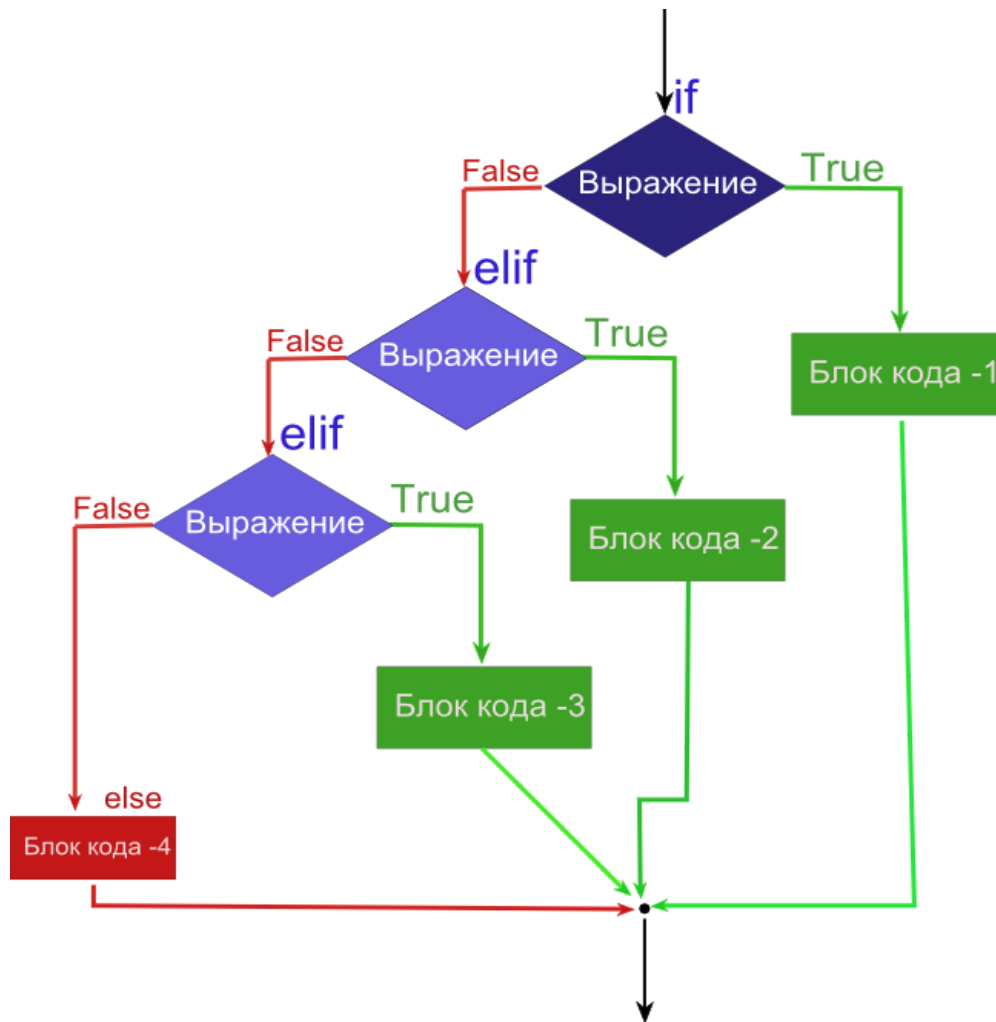 if
False
Выражение
True
elif
False
Выражение
True
Блок кода -1
elif
False
Выражение
True
Блок кода -2
Блок кода -3
else
Блок кода -4